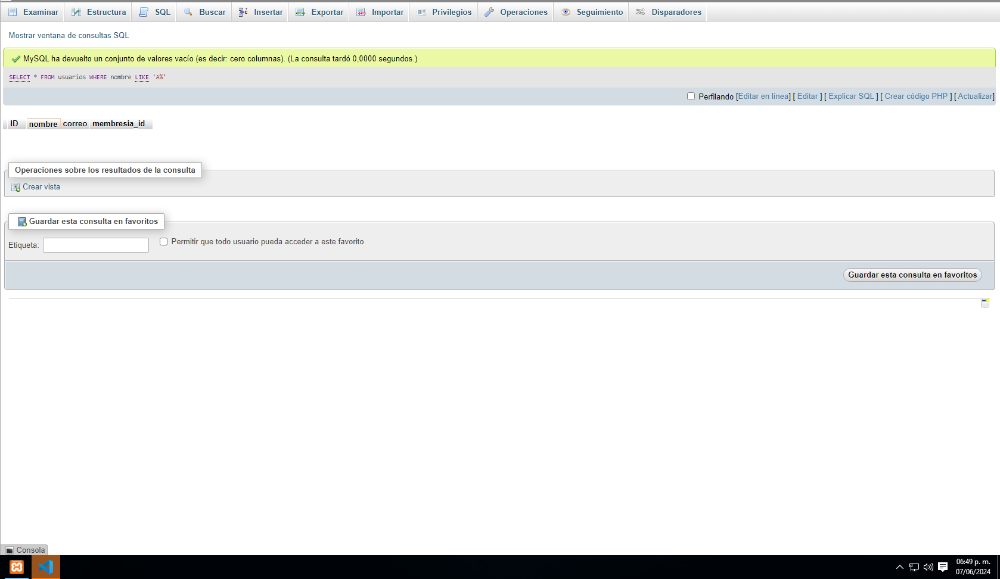 Examinar Estructura SQL Buscar Insertar Exportar Importar Privilegios Operaciones Seguimiento Disparadores
Mostrar ventana de consultas SQL
MySQL ha devuelto un conjunto de valores vacío (es decir: cero columnas). (La consulta tardó 0,0000 segundos.)
SELECT * FROM usuarios WHERE nombre LIKE 'A%'
Perfilando [Editar en línea] [ Editar ] [ Explicar SQL ] [ Crear código PHP ] [ Actualizar]
ID nombre correo membresia_id
Operaciones sobre los resultados de la consulta
Crear vista
Guardar esta consulta en favoritos
Etiqueta: Permitir que todo usuario pueda acceder a este favorito
Guardar esta consulta en favoritos
Consola
06:49 p. m.
07/06/2024